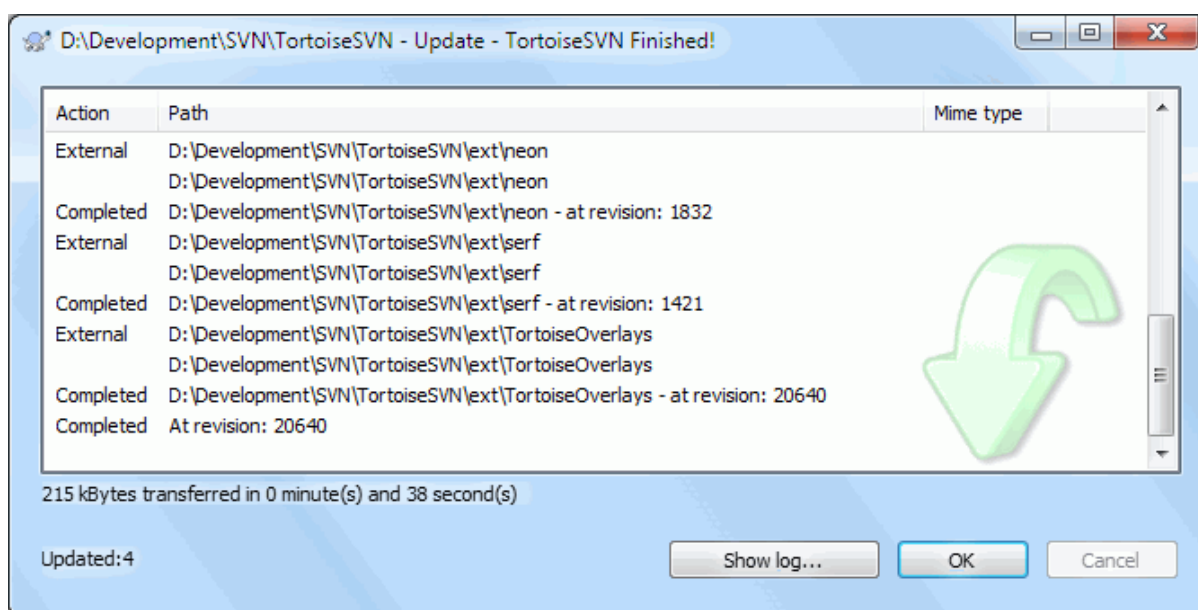 D:\Development\SVN\TortoiseSVN - Update - TortoiseSVN Finished!
Action Path Mime type
External D:\Development\SVN\TortoiseSVN\ext\neon
D:\Development\SVN\TortoiseSVN\ext\neon
Completed D:\Development\SVN\TortoiseSVN\ext\neon - at revision: 1832
External D:\Development\SVN\TortoiseSVN\ext\serf
D:\Development\SVN\TortoiseSVN\ext\serf
Completed D:\Development\SVN\TortoiseSVN\ext\serf - at revision: 1421
External D:\Development\SVN\TortoiseSVN\ext\TortoiseOverlays
D:\Development\SVN\TortoiseSVN\ext\TortoiseOverlays
Completed D:\Development\SVN\TortoiseSVN\ext\TortoiseOverlays - at revision: 20640
Completed At revision: 20640
215 kBytes transferred in 0 minute(s) and 38 second(s)
Updated:4 Show log... OK Cancel